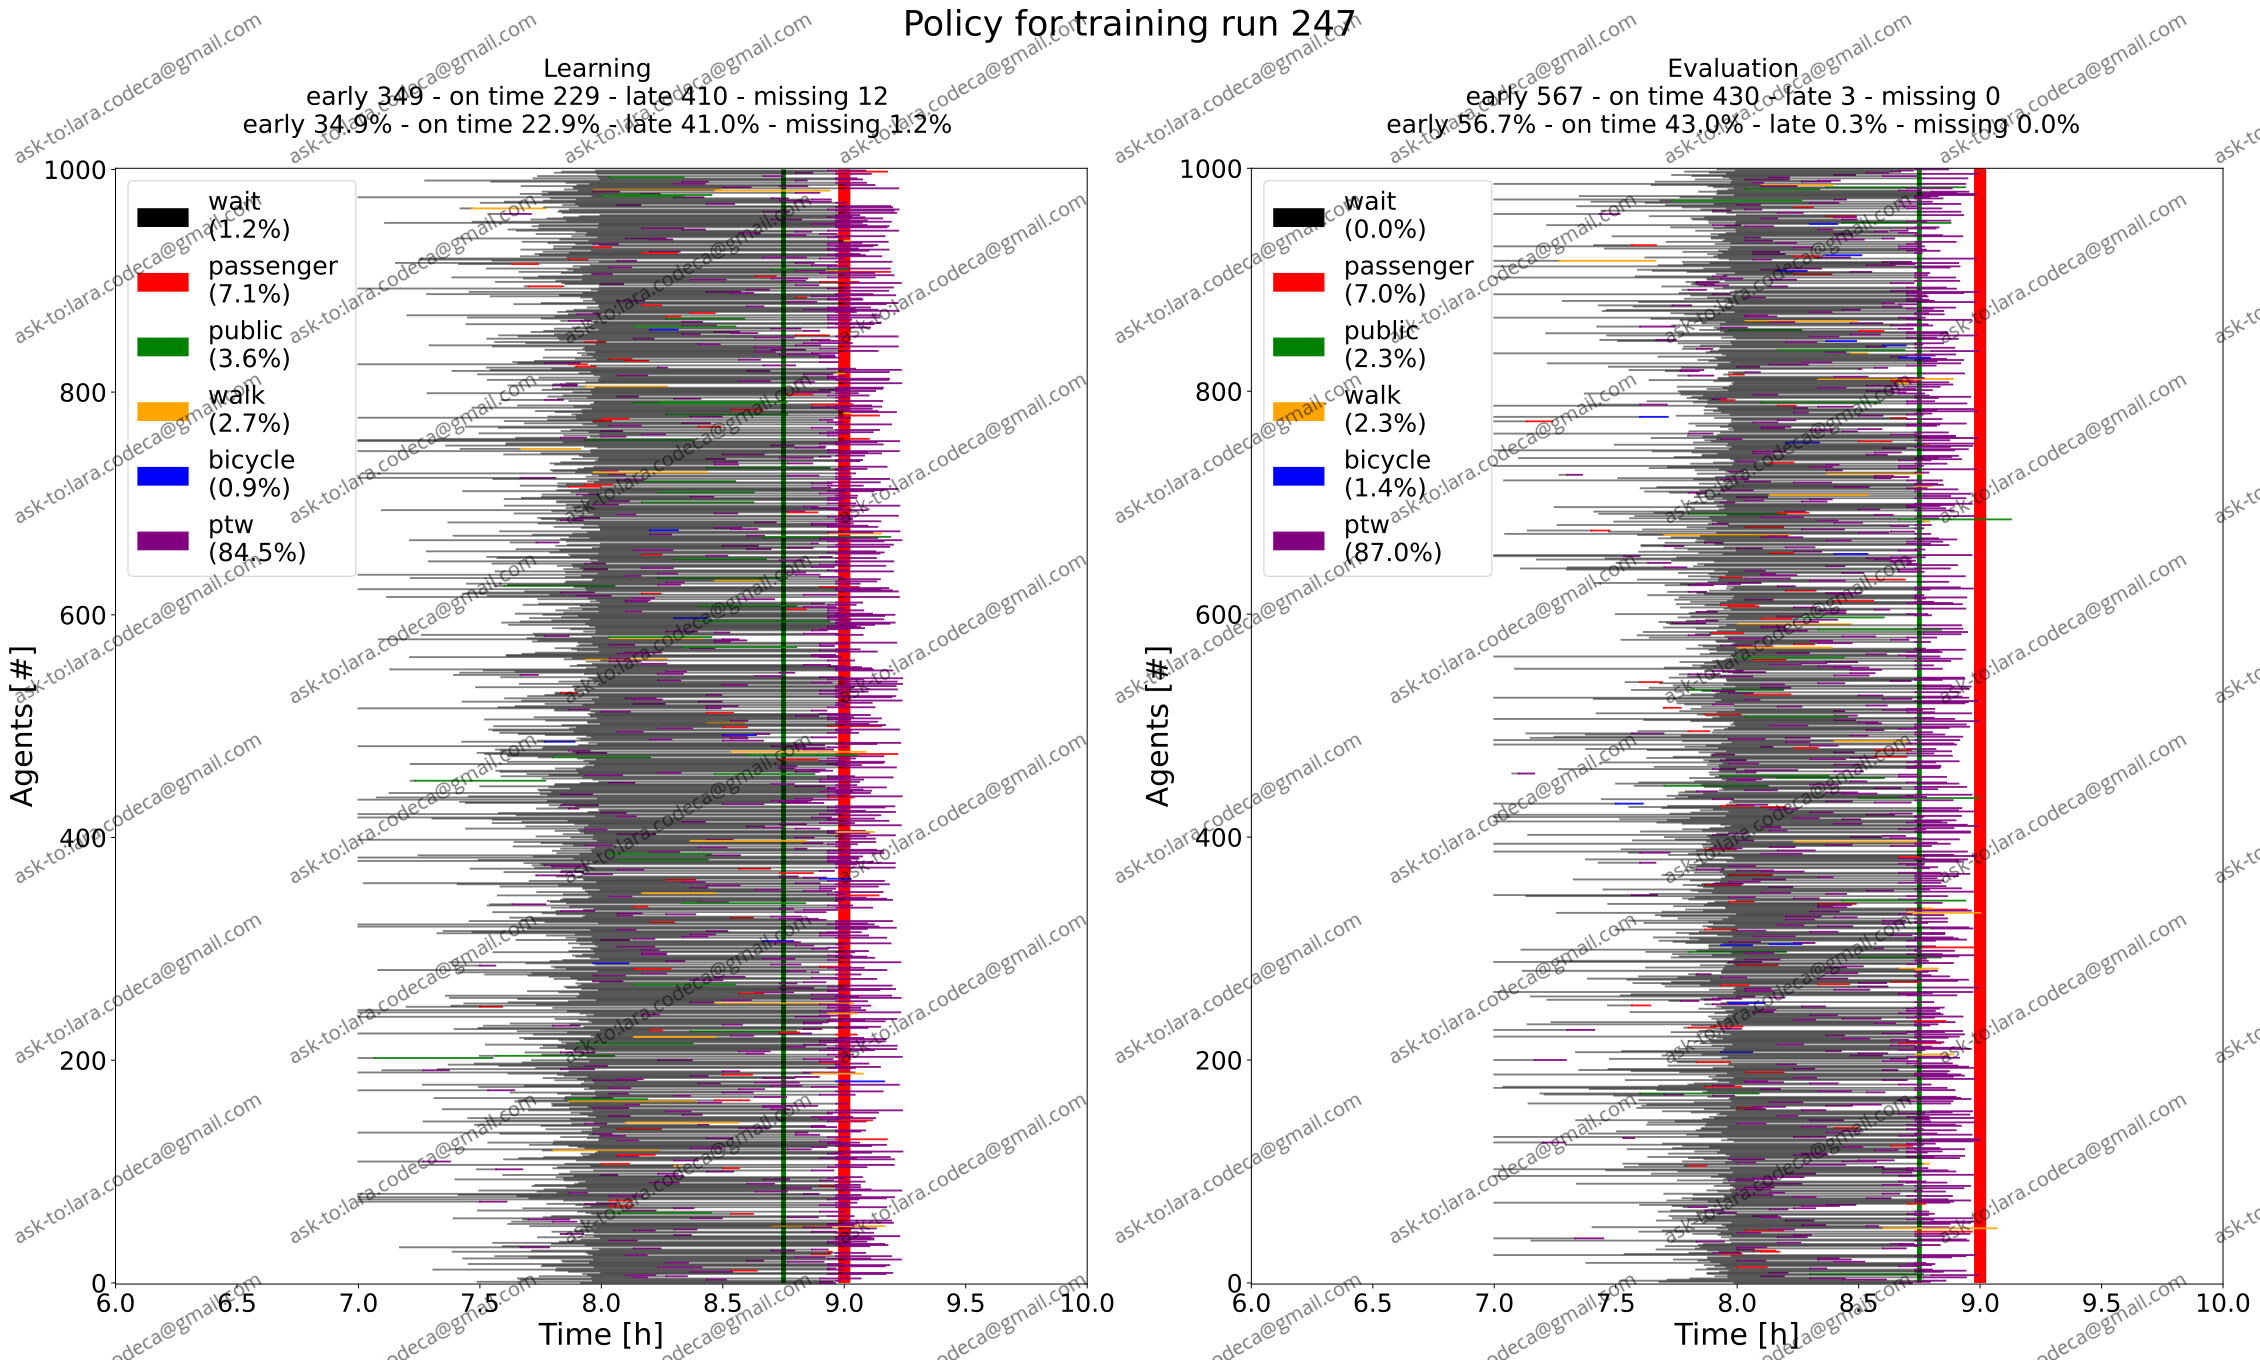 Policy for training run 247
Learning
early 349 - on time 229 - late 410 - missing 12
early 34.9% - on time 22.9% - late 41.0% - missing 1.2%
Agents [#]
1000
800
600
400
200
0
wait
(1.2%)
passenger
(7.1%)
public
(3.6%)
walk
(2.7%)
bicycle
(0.9%)
ptw
(84.5%)
6.0 6.5 7.0 7.5 8.0 8.5 9.0 9.5 10.0
Time [h]
Evaluation
early 567 - on time 430 - late 3 - missing 0
early 56.7% - on time 43.0% - late 0.3% - missing 0.0%
Agents [#]
1000
800
600
400
200
0
wait
(0.0%)
passenger
(7.0%)
public
(2.3%)
walk
(2.3%)
bicycle
(1.4%)
ptw
(87.0%)
6.0 6.5 7.0 7.5 8.0 8.5 9.0 9.5 10.0
Time [h]
ask-to:lara.codeca@gmail.com